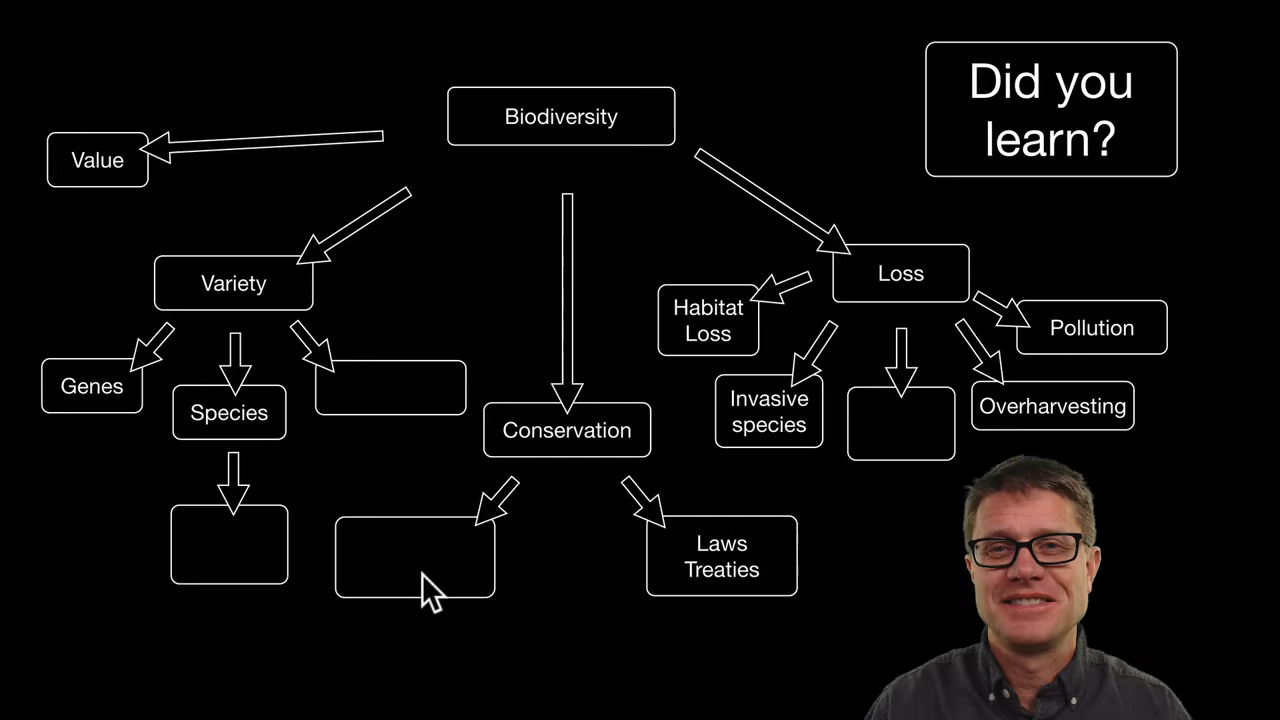 Did you
learn?
Biodiversity
Value
Variety
Loss
Habitat
Loss
Pollution
Genes
Species
Invasive
species
Overharvesting
Conservation
Laws
Treaties